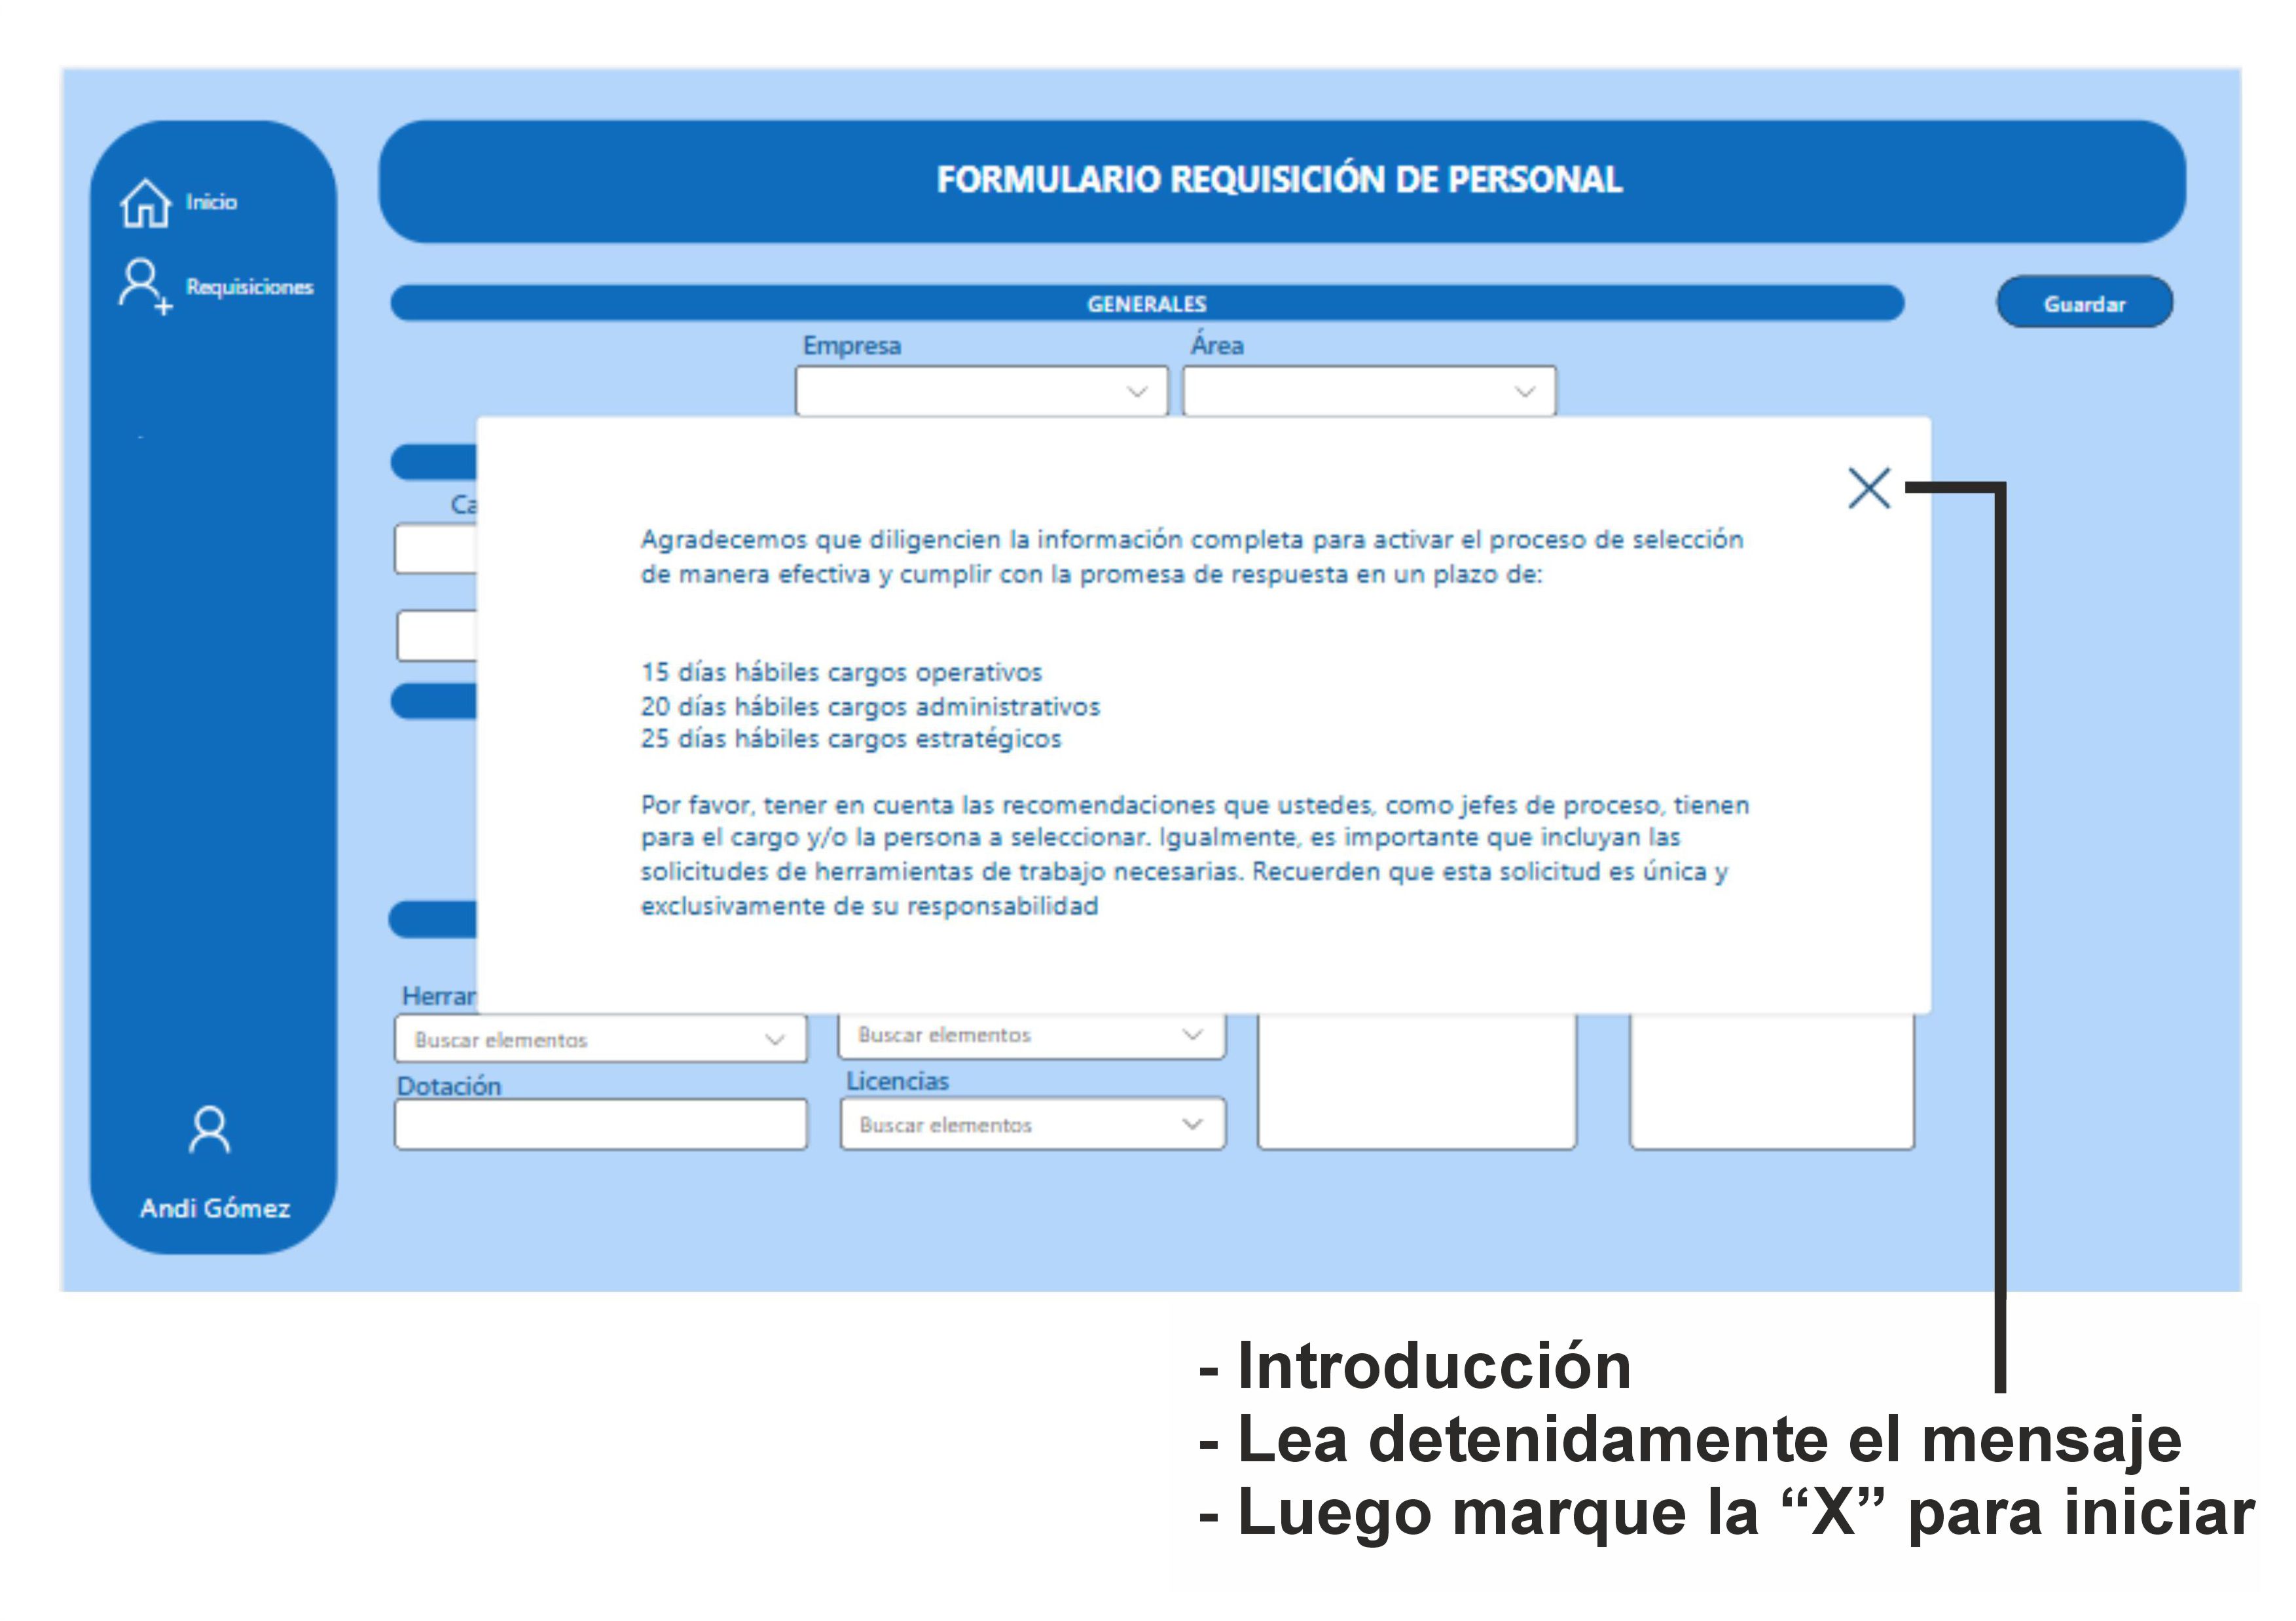 FORMULARIO REQUISICIÓN DE PERSONAL
Inicio
Requisiciones
GENERALES
Guardar
Empresa
Área
Agradecemos que diligencien la información completa para activar el proceso de selección
de manera efectiva y cumplir con la promesa de respuesta en un plazo de:
15 días hábiles cargos operativos
20 días hábiles cargos administrativos
25 días hábiles cargos estratégicos
Por favor, tener en cuenta las recomendaciones que ustedes, como jefes de proceso, tienen
para el cargo y/o la persona a seleccionar. Igualmente, es importante que incluyan las
solicitudes de herramientas de trabajo necesarias. Recuerden que esta solicitud es única y
exclusivamente de su responsabilidad
Buscar elementos
Buscar elementos
Dotación
Licencias
Buscar elementos
Andi Gómez
- Introducción
- Lea detenidamente el mensaje
- Luego marque la “X” para iniciar